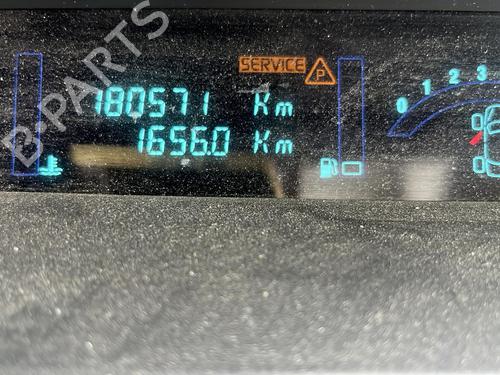 SERVICE P
180571 Km
1656.0 Km
0 1 2 3
B-PARTS